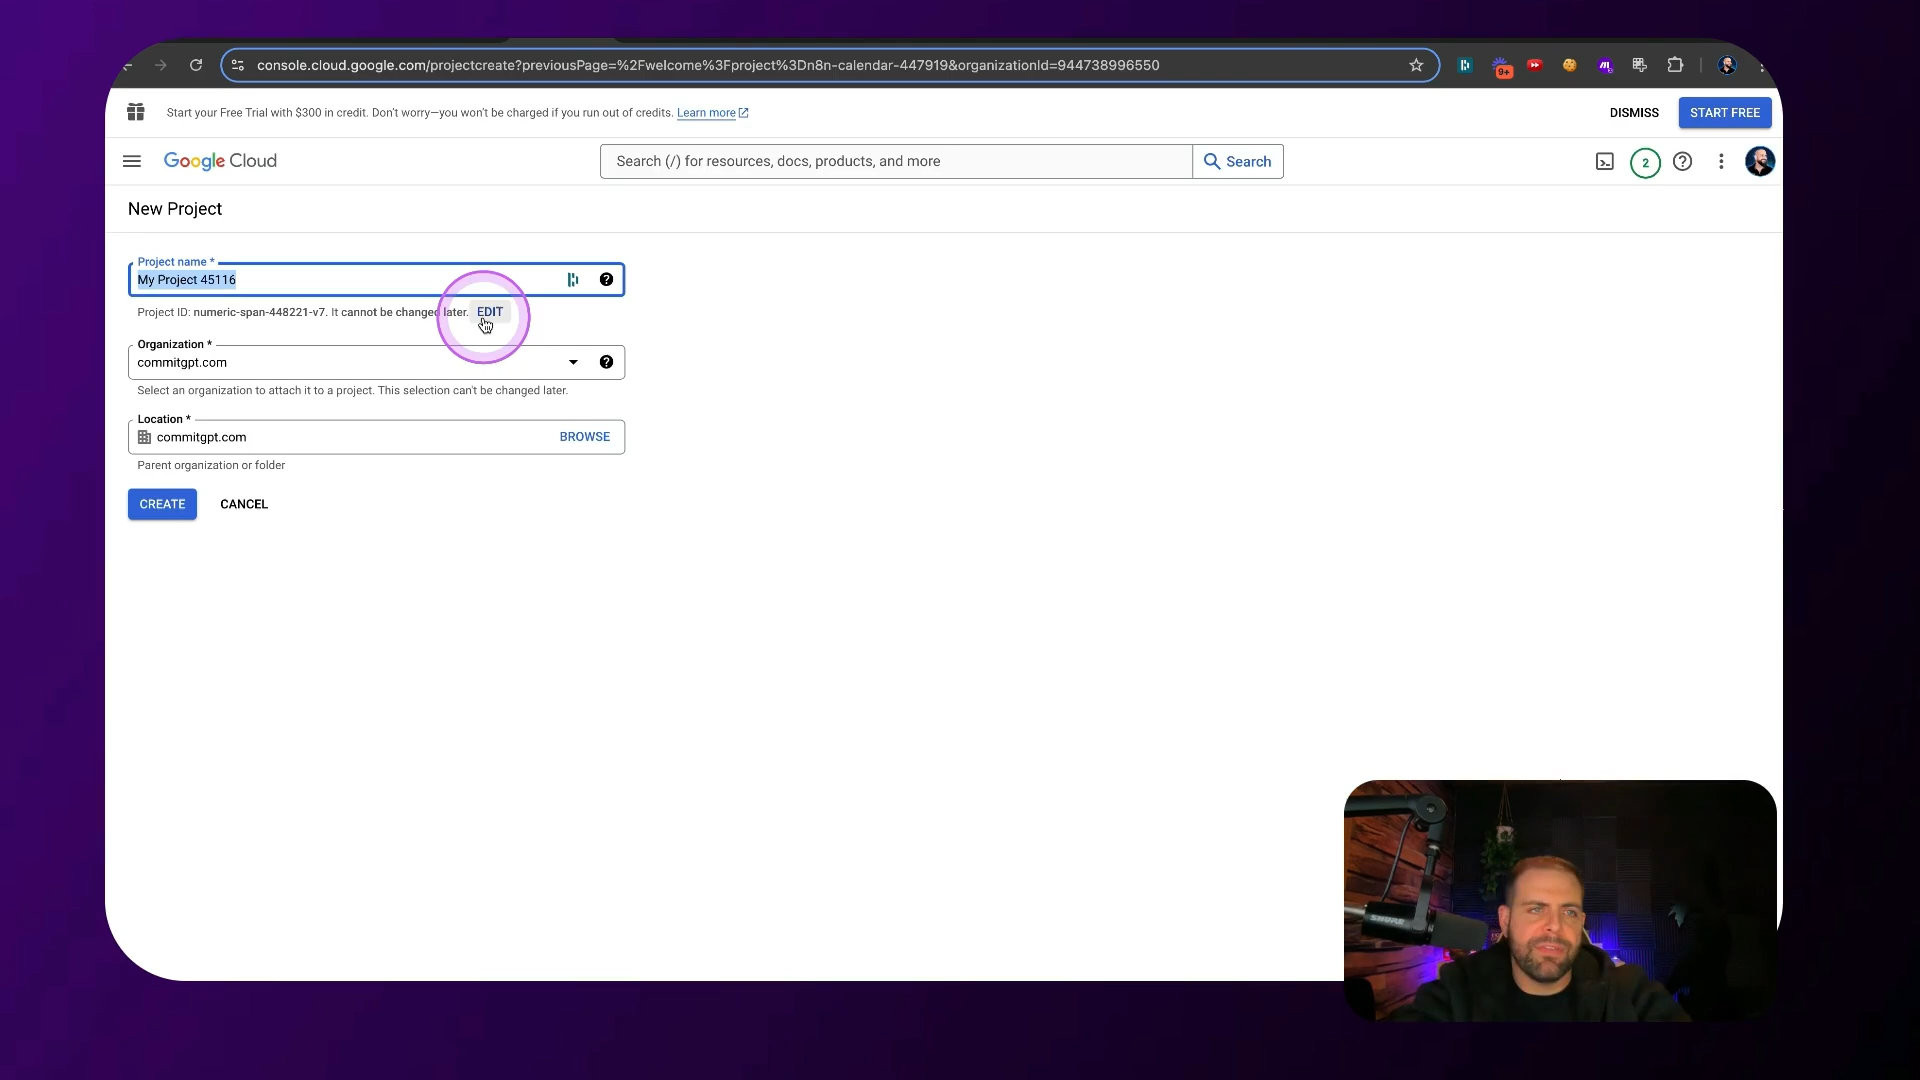 console.cloud.google.com/projectcreate?previousPage=%2Fwelcome%3Fproject%3Dn8n-calendar-447919&organizationId=944738996550
9+
Start your Free Trial with $300 in credit. Don't worry—you won't be charged if you run out of credits. Learn more
DISMISS
START FREE
Google Cloud
Search (/) for resources, docs, products, and more
Search
2
New Project
Project name *
My Project 45116
Project ID: numeric-span-448221-v7. It cannot be changed later. EDIT
Organization *
commitgpt.com
Select an organization to attach it to a project. This selection can't be changed later.
Location *
commitgpt.com
BROWSE
Parent organization or folder
CREATE
CANCEL
SHURE